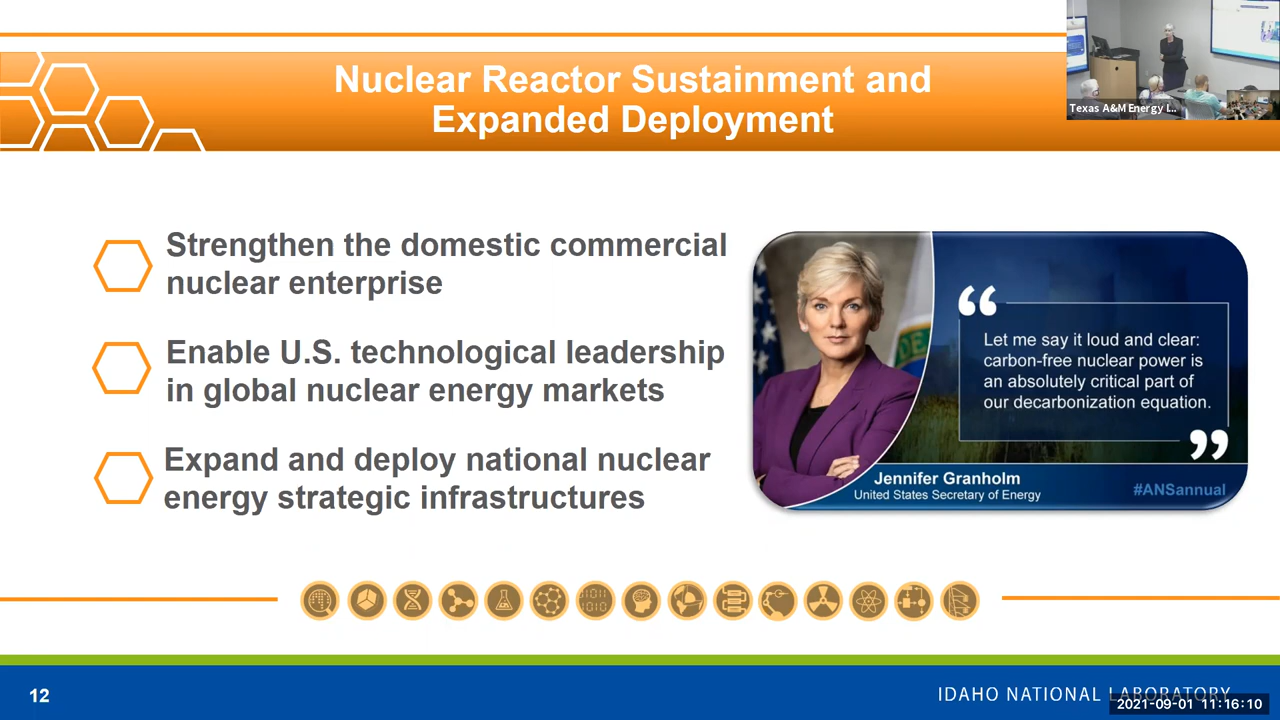 Nuclear Reactor Sustainment and
Expanded Deployment
Texas A&M Energy I...
Strengthen the domestic commercial
nuclear enterprise
Enable U.S. technological leadership
in global nuclear energy markets
Expand and deploy national nuclear
energy strategic infrastructures
“
Let me say it loud and clear:
carbon-free nuclear power is
an absolutely critical part of
our decarbonization equation.
”
Jennifer Granholm
United States Secretary of Energy
#ANSannual
1011
1010
12
IDAHO NATIONAL LABORATORY
2021-09-01 11:16:10